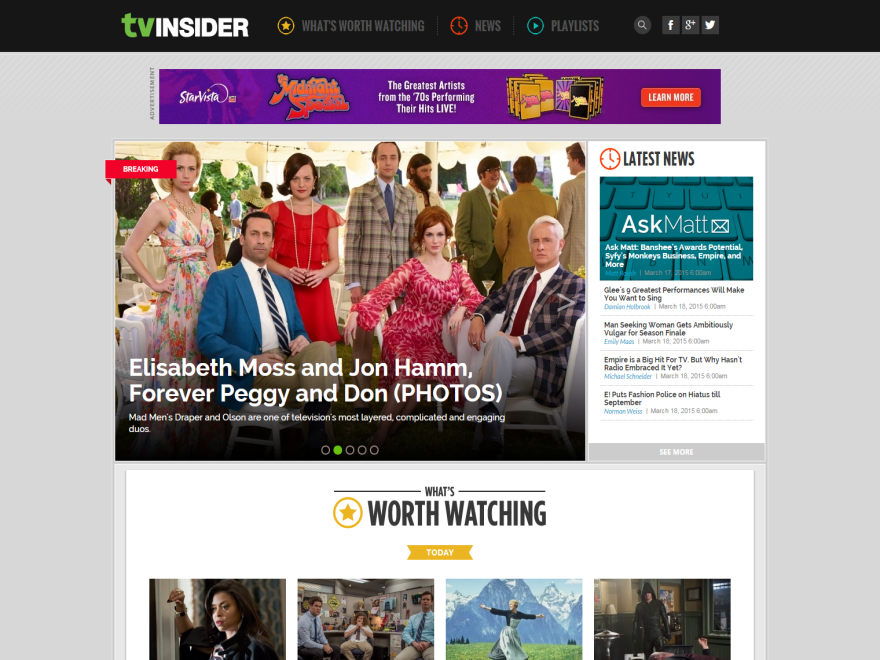 tvINSIDER
WHAT'S WORTH WATCHING
NEWS
PLAYLISTS
ADVERTISEMENT
StarVista
The Midnight Special
The Greatest Artists
from the '70s Performing
Their Hits LIVE!
LEARN MORE
BREAKING
Elisabeth Moss and Jon Hamm,
Forever Peggy and Don (PHOTOS)
Mad Men's Draper and Olson are one of television's most layered, complicated and engaging
duos.
LATEST NEWS
AskMatt
Ask Matt: Banshee's Awards Potential,
Syfy's Monkeys Business, Empire, and
More
Matt Roush | March 17, 2015 6:00am
Glee's 9 Greatest Performances Will Make
You Want to Sing
Damian Holbrook | March 18, 2015 6:00am
Man Seeking Woman Gets Ambitiously
Vulgar for Season Finale
Emily Maas | March 18, 2015 6:00am
Empire is a Big Hit For TV. But Why Hasn't
Radio Embraced It Yet?
Michael Schneider | March 18, 2015 6:00am
E! Puts Fashion Police on Hiatus till
September
Norman Weiss | March 18, 2015 6:00am
SEE MORE
WHAT'S
WORTH WATCHING
TODAY